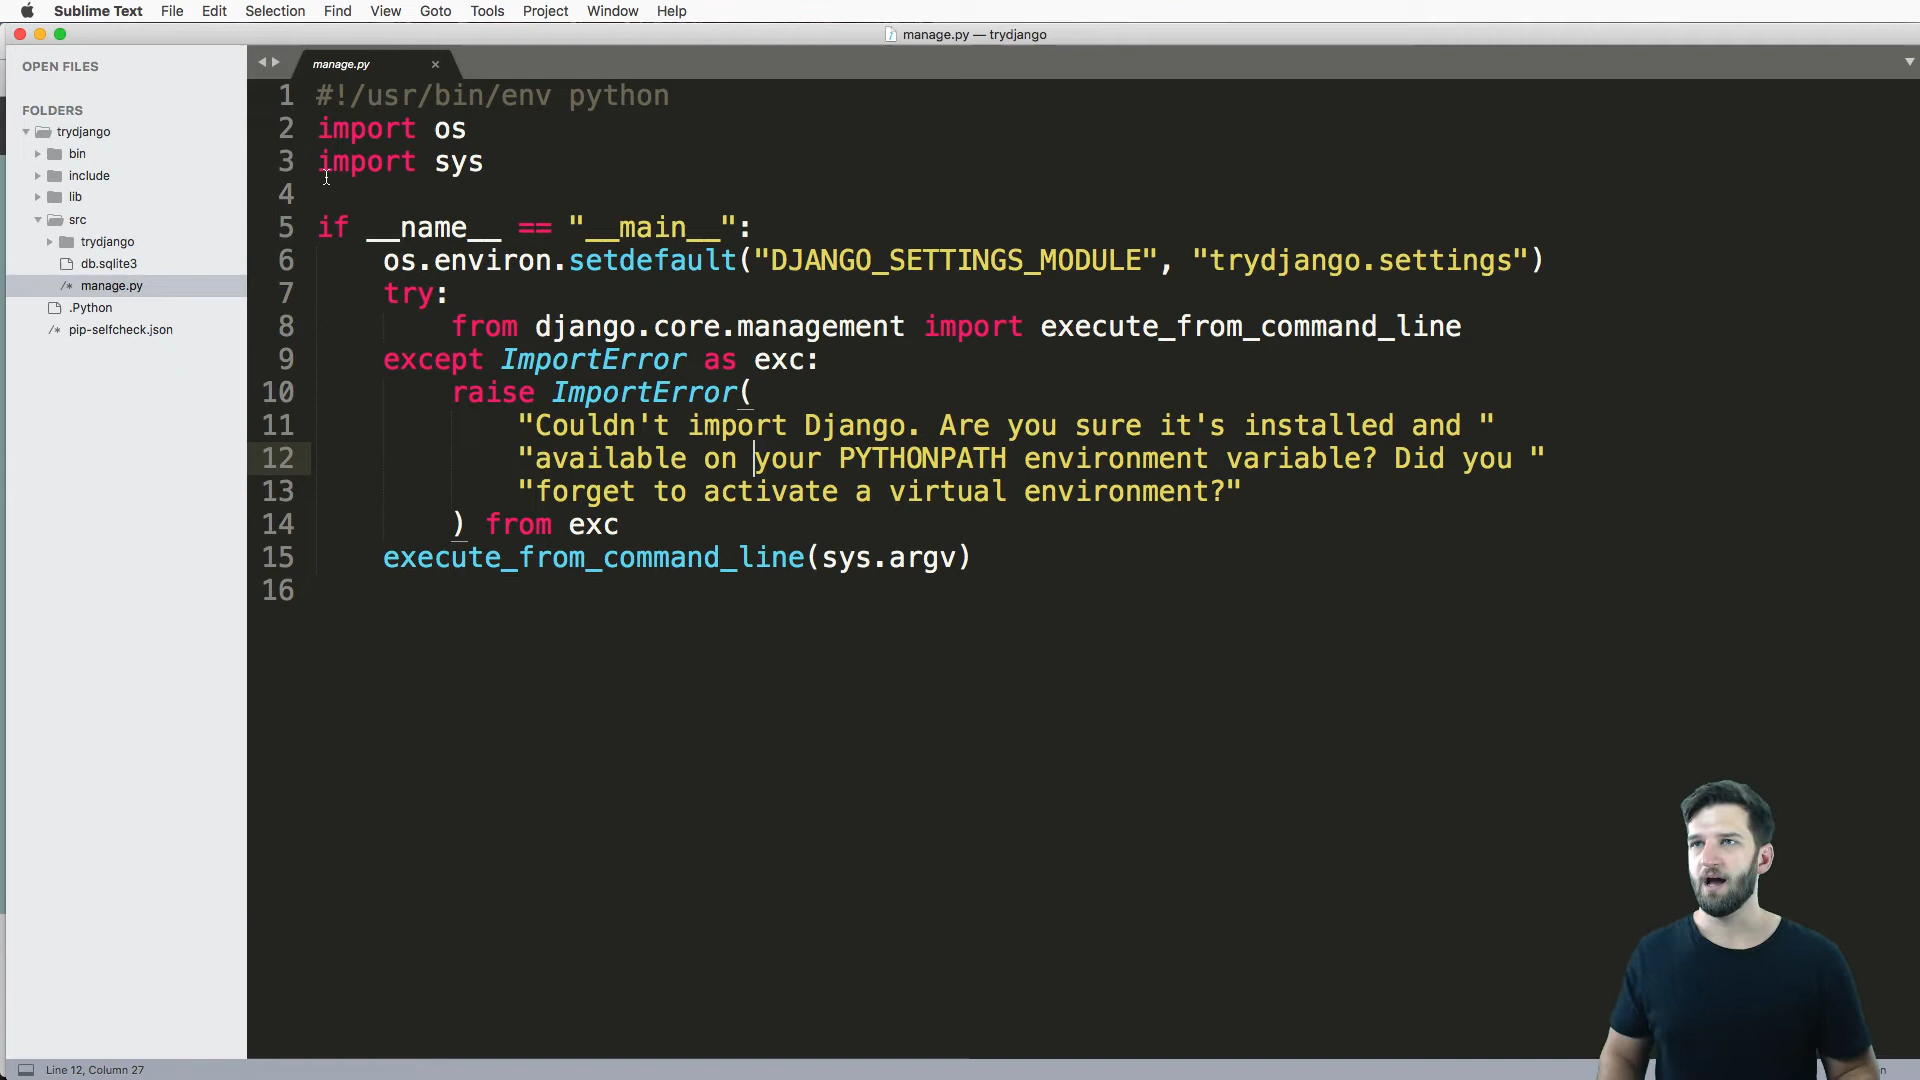 Sublime Text File Edit Selection Find View Goto Tools Project Window Help
manage.py — trydjango
OPEN FILES
FOLDERS
trydjango
bin
include
lib
src
trydjango
db.sqlite3
/* manage.py
.Python
pip-selfcheck.json
manage.py ×
1 #!/usr/bin/env python
2 import os
3 import sys
4
5 if __name__ == "__main__":
6 os.environ.setdefault("DJANGO_SETTINGS_MODULE", "trydjango.settings")
7 try:
8 from django.core.management import execute_from_command_line
9 except ImportError as exc:
10 raise ImportError(
11 "Couldn't import Django. Are you sure it's installed and "
12 "available on your PYTHONPATH environment variable? Did you "
13 "forget to activate a virtual environment?"
14 ) from exc
15 execute_from_command_line(sys.argv)
16
Line 12, Column 27